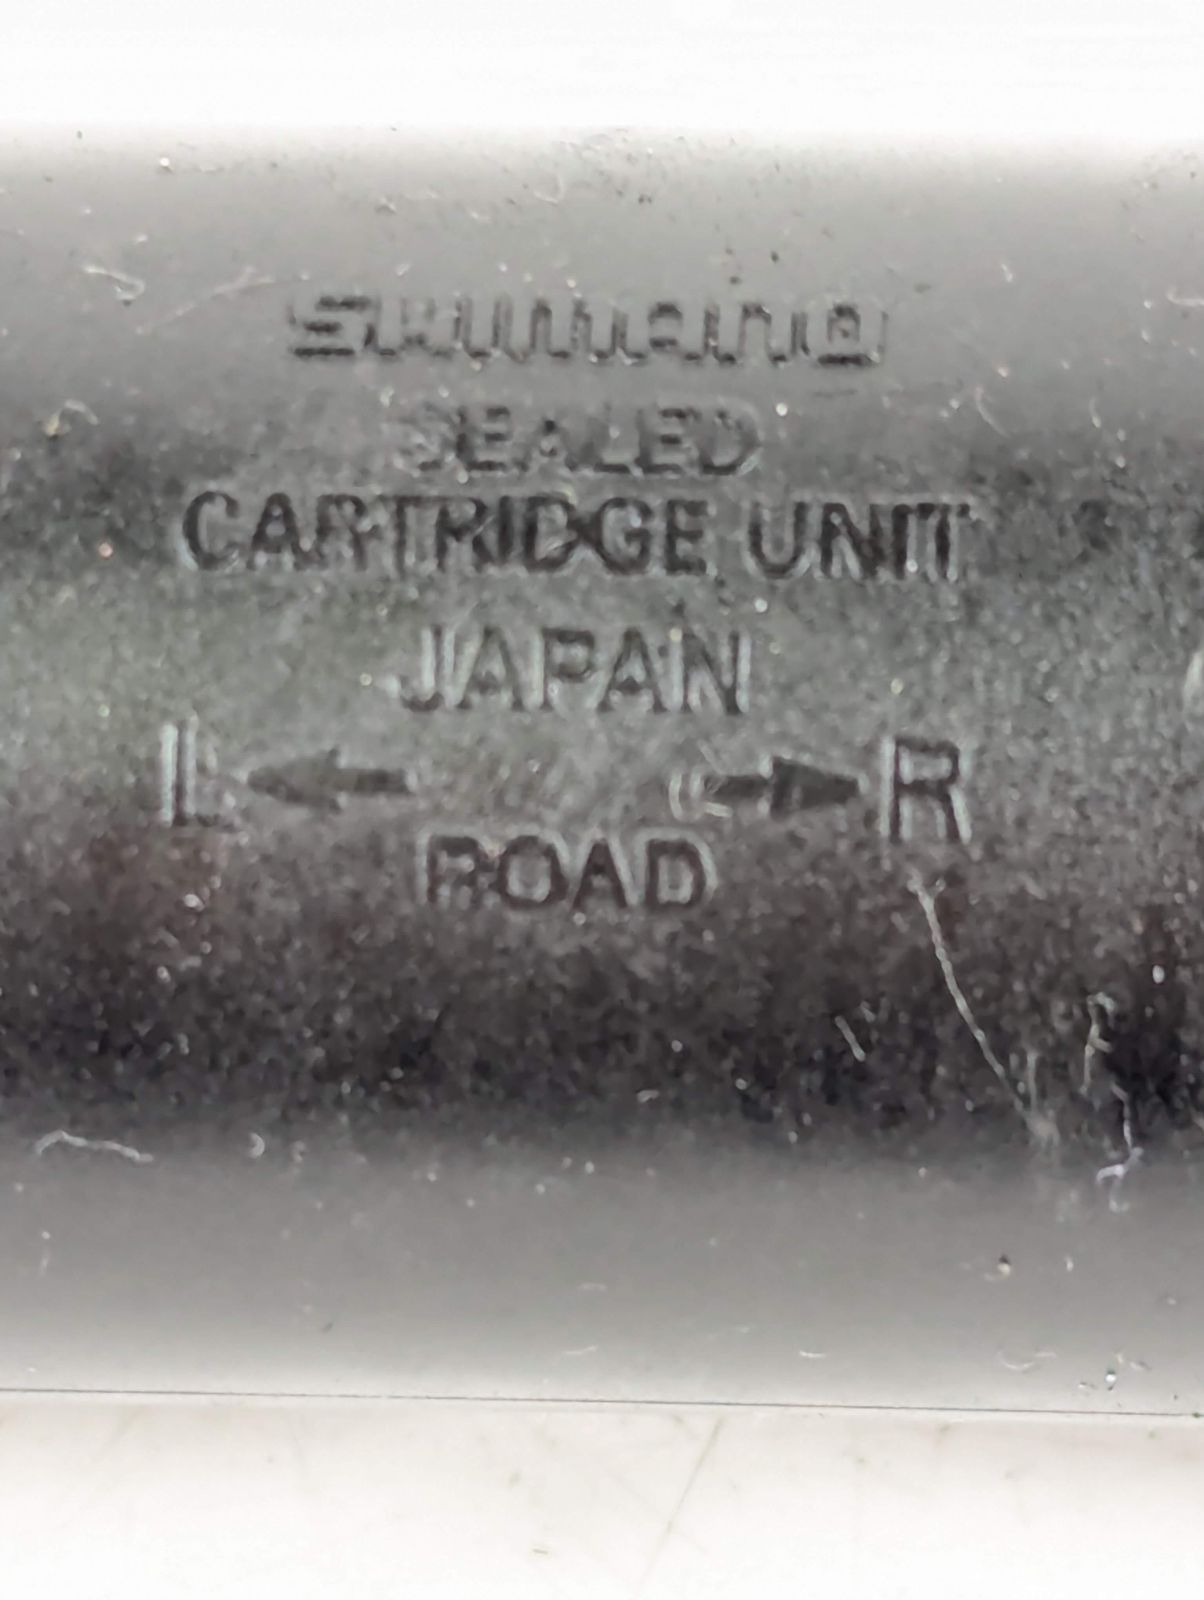 SHIMANO
SEALED
CARTRIDGE UNIT
JAPAN
L ← → R
ROAD